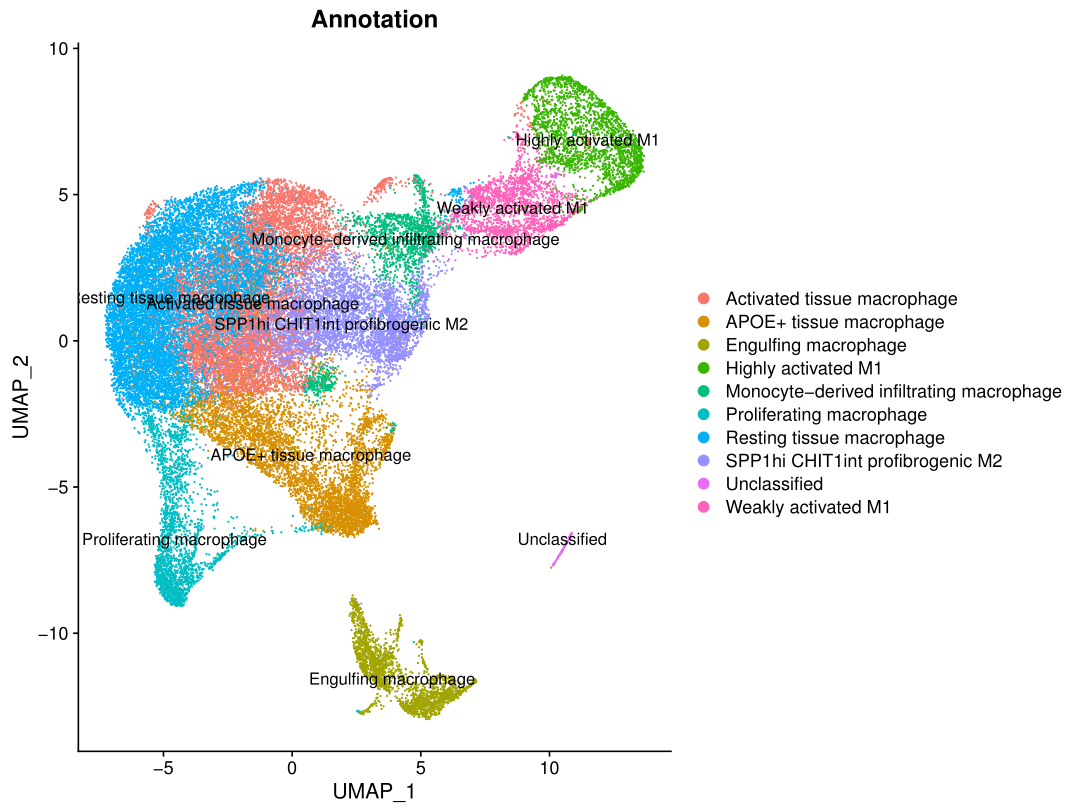 Annotation
10
5
0
−5
−10
UMAP_2
Highly activated M1
Weakly activated M1
Monocyte−derived infiltrating macrophage
esting tissue macrophage
Activated tissue macrophage
SPP1hi CHIT1int profibrogenic M2
APOE+ tissue macrophage
Proliferating macrophage
Unclassified
Engulfing macrophage
−5
0
5
10
UMAP_1
Activated tissue macrophage
APOE+ tissue macrophage
Engulfing macrophage
Highly activated M1
Monocyte−derived infiltrating macrophage
Proliferating macrophage
Resting tissue macrophage
SPP1hi CHIT1int profibrogenic M2
Unclassified
Weakly activated M1